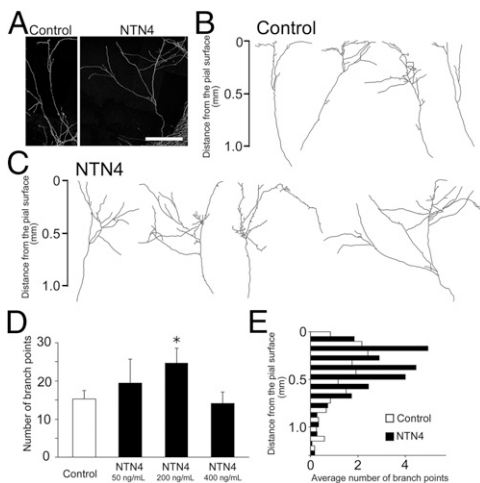 A
Control
NTN4
B
Control
Distance from the pial surface
(mm)
0
0.5
1.0
C
NTN4
Distance from the pial surface
(mm)
0
0.5
1.0
D
Number of branch points
30
20
15
10
0
*
Control
NTN4
50 ng/mL
NTN4
200 ng/mL
NTN4
400 ng/mL
E
Distance from the pial surface
(mm)
0
0.5
1.0
Control
NTN4
0
2
4
Average number of branch points